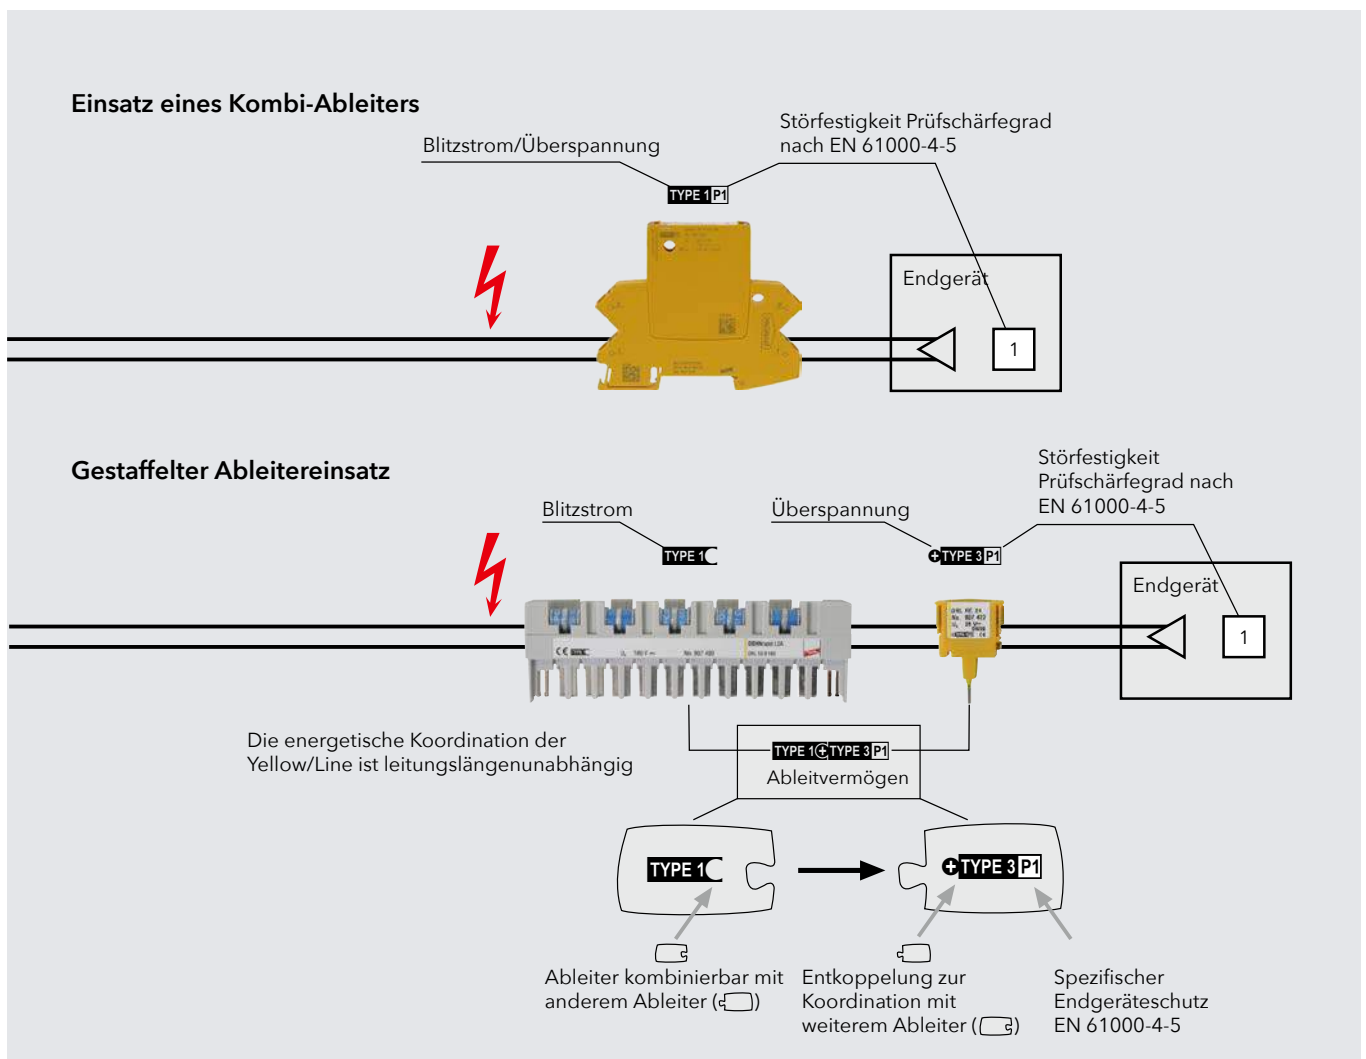 Einsatz eines Kombi-Ableiters
Blitzstrom/Überspannung
Störfestigkeit Prüfschärfegrad
nach EN 61000-4-5
TYPE 1 P1
Endgerät
1
Gestaffelter Ableitereinsatz
Blitzstrom
Überspannung
Störfestigkeit
Prüfschärfegrad nach
EN 61000-4-5
TYPE 1
+TYPE 3 P1
Endgerät
1
No. 907 422
Die energetische Koordination der
Yellow/Line ist leitungslängenunabhängig
TYPE 1+TYPE 3 P1
Ableitvermögen
TYPE 1
+TYPE 3 P1
Ableiter kombinierbar mit
anderem Ableiter ()
Entkoppelung zur
Koordination mit
weiterem Ableiter ()
Spezifischer
Endgeräteschutz
EN 61000-4-5